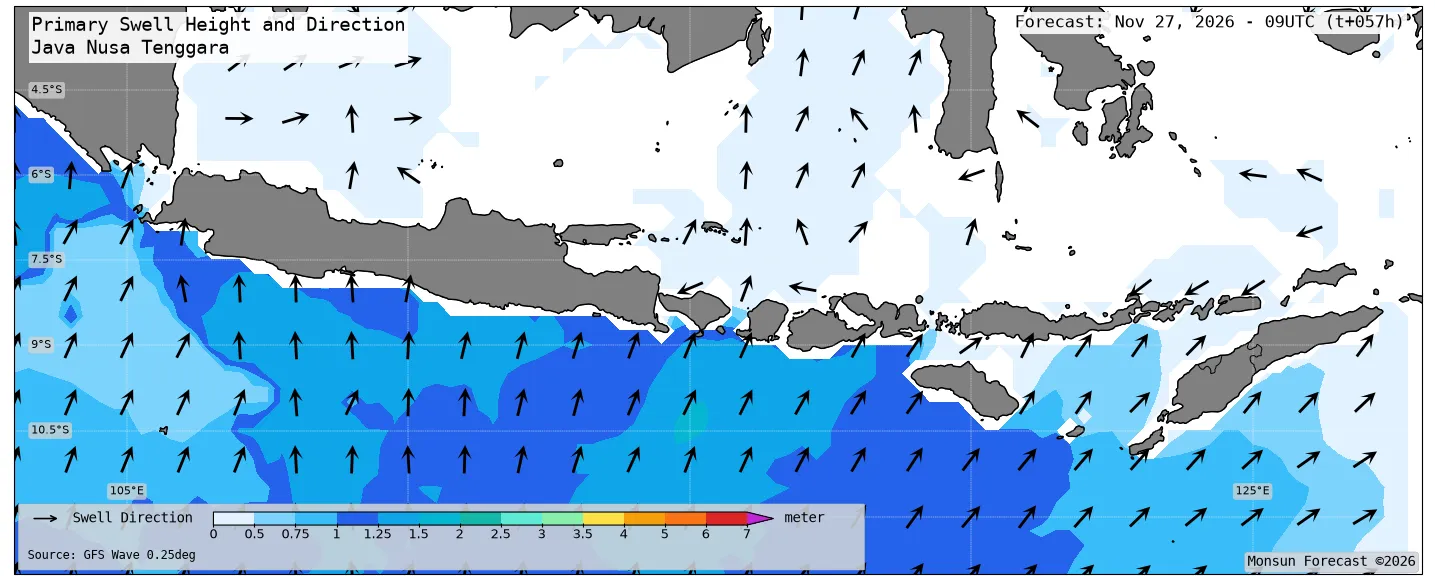 Primary Swell Height and Direction
Java Nusa Tenggara
Forecast: Nov 27, 2026 - 09UTC (t+057h)
4.5°S
6°S
7.5°S
9°S
10.5°S
105°E
125°E
Swell Direction
0 0.5 0.75 1 1.25 1.5 2 2.5 3 3.5 4 5 6 7
meter
Source: GFS Wave 0.25deg
Monsun Forecast ©2026